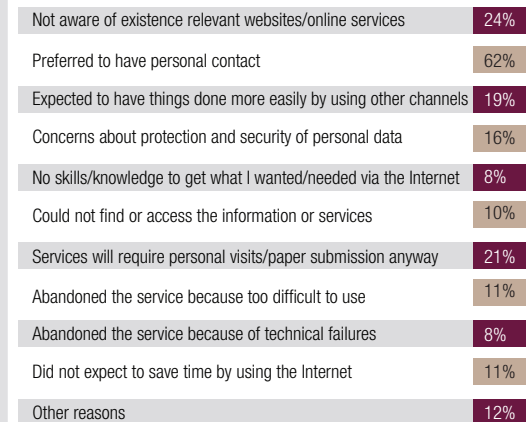 Not aware of existence relevant websites/online services 24%
Preferred to have personal contact 62%
Expected to have things done more easily by using other channels 19%
Concerns about protection and security of personal data 16%
No skills/knowledge to get what I wanted/needed via the Internet 8%
Could not find or access the information or services 10%
Services will require personal visits/paper submission anyway 21%
Abandoned the service because too difficult to use 11%
Abandoned the service because of technical failures 8%
Did not expect to save time by using the Internet 11%
Other reasons 12%